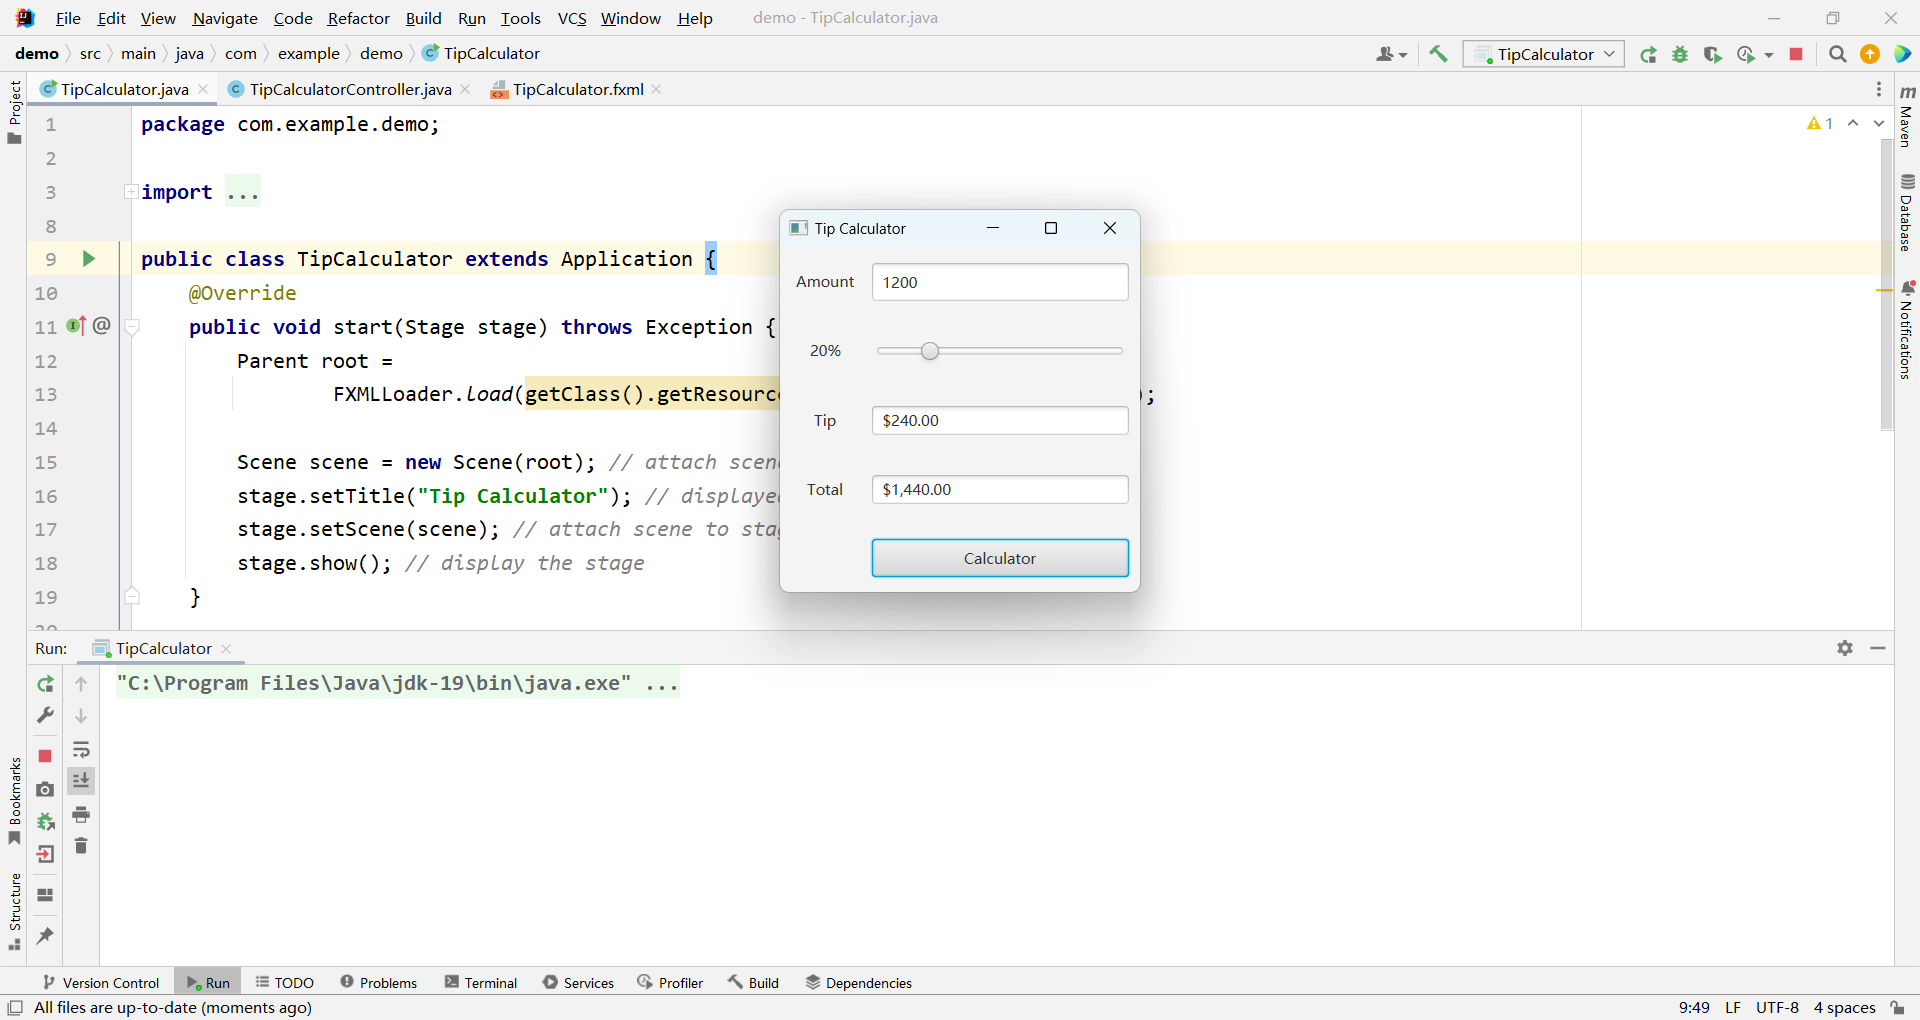 File Edit View Navigate Code Refactor Build Run Tools VCS Window Help demo - TipCalculator.java
demo src main java com example demo TipCalculator
TipCalculator
TipCalculator.java TipCalculatorController.java TipCalculator.fxml
1 package com.example.demo;
1
2
3 import ...
8
9 public class TipCalculator extends Application {
10 @Override
11 public void start(Stage stage) throws Exception {
12 Parent root =
13 FXMLLoader.load(getClass().getResource );
14
15 Scene scene = new Scene(root); // attach scen
16 stage.setTitle("Tip Calculator"); // displaye
17 stage.setScene(scene); // attach scene to sta
18 stage.show(); // display the stage
19 }
20
Tip Calculator
Amount 1200
20%
Tip $240.00
Total $1,440.00
Calculator
Project
Bookmarks
Structure
m Maven
Database
Notifications
Run: TipCalculator
"C:\Program Files\Java\jdk-19\bin\java.exe" ...
Version Control Run TODO Problems Terminal Services Profiler Build Dependencies
All files are up-to-date (moments ago) 9:49 LF UTF-8 4 spaces